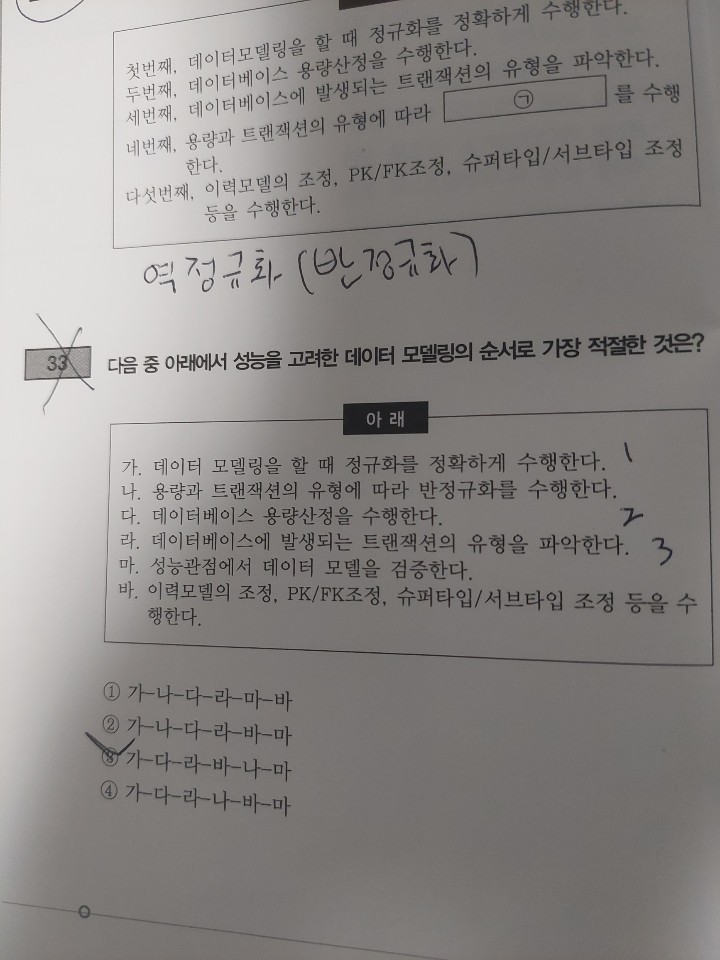 첫번째, 데이터모델링을 할 때 정규화를 정확하게 수행한다.
두번째, 데이터베이스 용량산정을 수행한다.
세번째, 데이터베이스에 발생되는 트랜잭션의 유형을 파악한다.
네번째, 용량과 트랜잭션의 유형에 따라 ㉠ 를 수행
한다.
다섯번째, 이력모델의 조정, PK/FK조정, 슈퍼타입/서브타입 조정
등을 수행한다.
역정규화 (반정규화)
33 다음 중 아래에서 성능을 고려한 데이터 모델링의 순서로 가장 적절한 것은?
아 래
가. 데이터 모델링을 할 때 정규화를 정확하게 수행한다. 1
나. 용량과 트랜잭션의 유형에 따라 반정규화를 수행한다.
다. 데이터베이스 용량산정을 수행한다. 2
라. 데이터베이스에 발생되는 트랜잭션의 유형을 파악한다. 3
마. 성능관점에서 데이터 모델을 검증한다.
바. 이력모델의 조정, PK/FK조정, 슈퍼타입/서브타입 조정 등을 수
행한다.
① 가-나-다-라-마-바
② 가-나-다-라-바-마
③ 가-다-라-바-나-마
④ 가-다-라-나-바-마